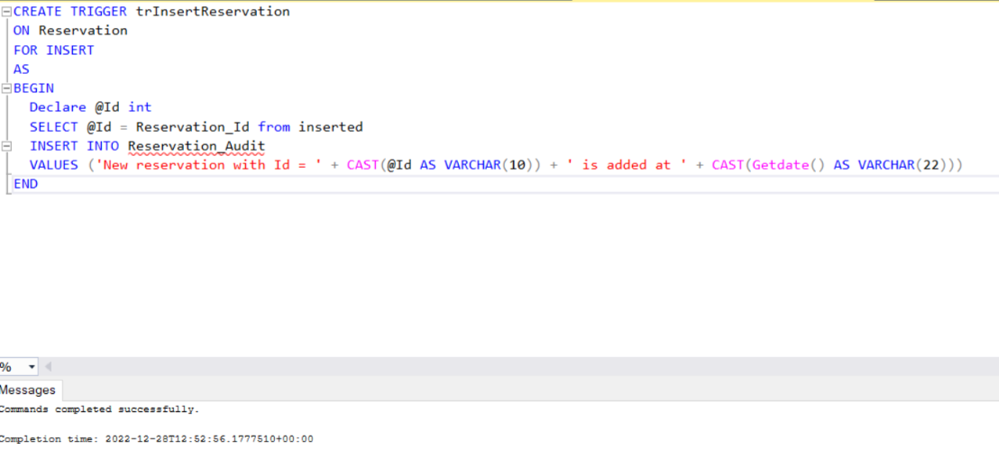 CREATE TRIGGER trInsertReservation
ON Reservation
FOR INSERT
AS
BEGIN
Declare @Id int
SELECT @Id = Reservation_Id from inserted
INSERT INTO Reservation_Audit
VALUES ('New reservation with Id = ' + CAST(@Id AS VARCHAR(10)) + ' is added at ' + CAST(Getdate() AS VARCHAR(22)))
END
%
Messages
Commands completed successfully.
Completion time: 2022-12-28T12:52:56.1777510+00:00